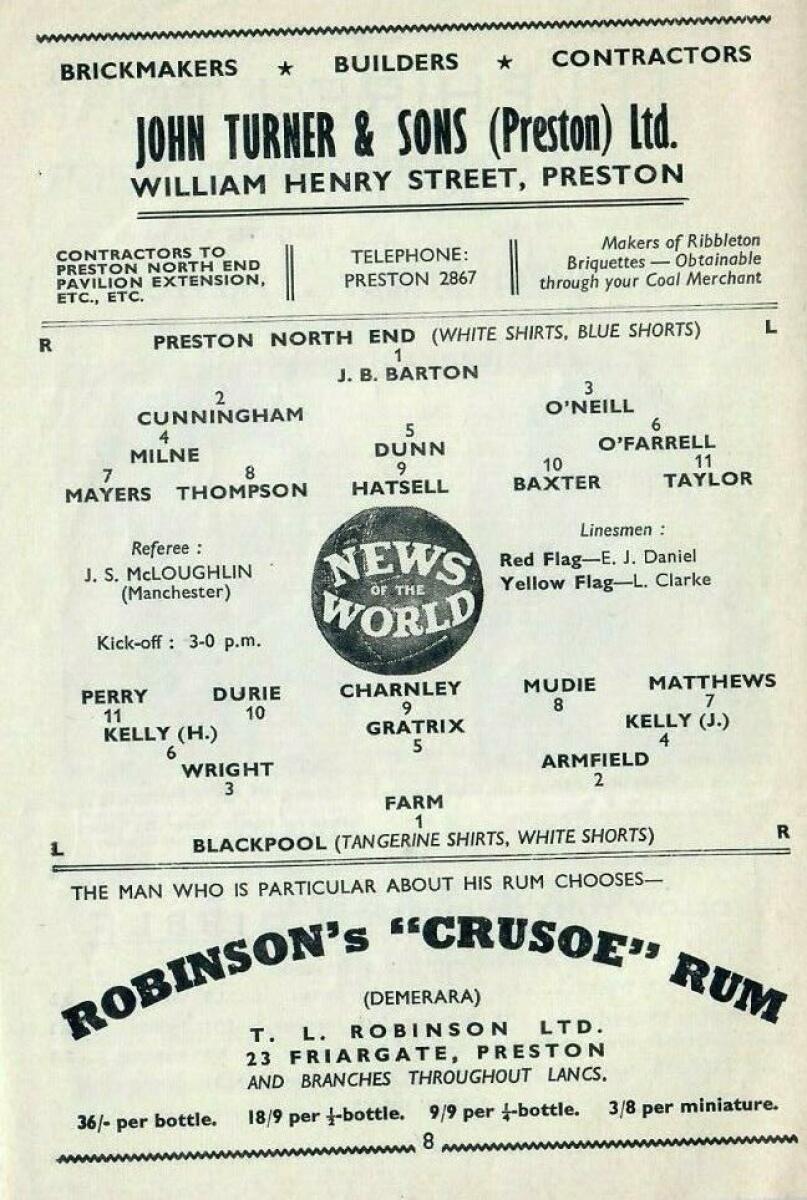 BRICKMAKERS ★ BUILDERS ★ CONTRACTORS
JOHN TURNER & SONS (Preston) Ltd.
WILLIAM HENRY STREET, PRESTON
CONTRACTORS TO
PRESTON NORTH END
PAVILION EXTENSION,
ETC., ETC.
TELEPHONE:
PRESTON 2867
Makers of Ribbleton
Briquettes — Obtainable
through your Coal Merchant
R PRESTON NORTH END (WHITE SHIRTS, BLUE SHORTS) L
1
J. B. BARTON
2 3
CUNNINGHAM O'NEILL
4 5 6
MILNE DUNN O'FARRELL
7 8 9 10 11
MAYERS THOMPSON HATSELL BAXTER TAYLOR
Referee :
J. S. McLOUGHLIN
(Manchester)
Kick-off : 3-0 p.m.
NEWS
OF THE
WORLD
Linesmen :
Red Flag—E. J. Daniel
Yellow Flag—L. Clarke
PERRY DURIE CHARNLEY MUDIE MATTHEWS
11 10 9 8 7
KELLY (H.) GRATRIX KELLY (J.)
6 5 4
WRIGHT ARMFIELD
3 2
FARM
1
L BLACKPOOL (TANGERINE SHIRTS, WHITE SHORTS) R
THE MAN WHO IS PARTICULAR ABOUT HIS RUM CHOOSES—
ROBINSON's "CRUSOE" RUM
(DEMERARA)
T. L. ROBINSON LTD.
23 FRIARGATE, PRESTON
AND BRANCHES THROUGHOUT LANCS.
36/- per bottle. 18/9 per ½-bottle. 9/9 per ¼-bottle. 3/8 per miniature.
8